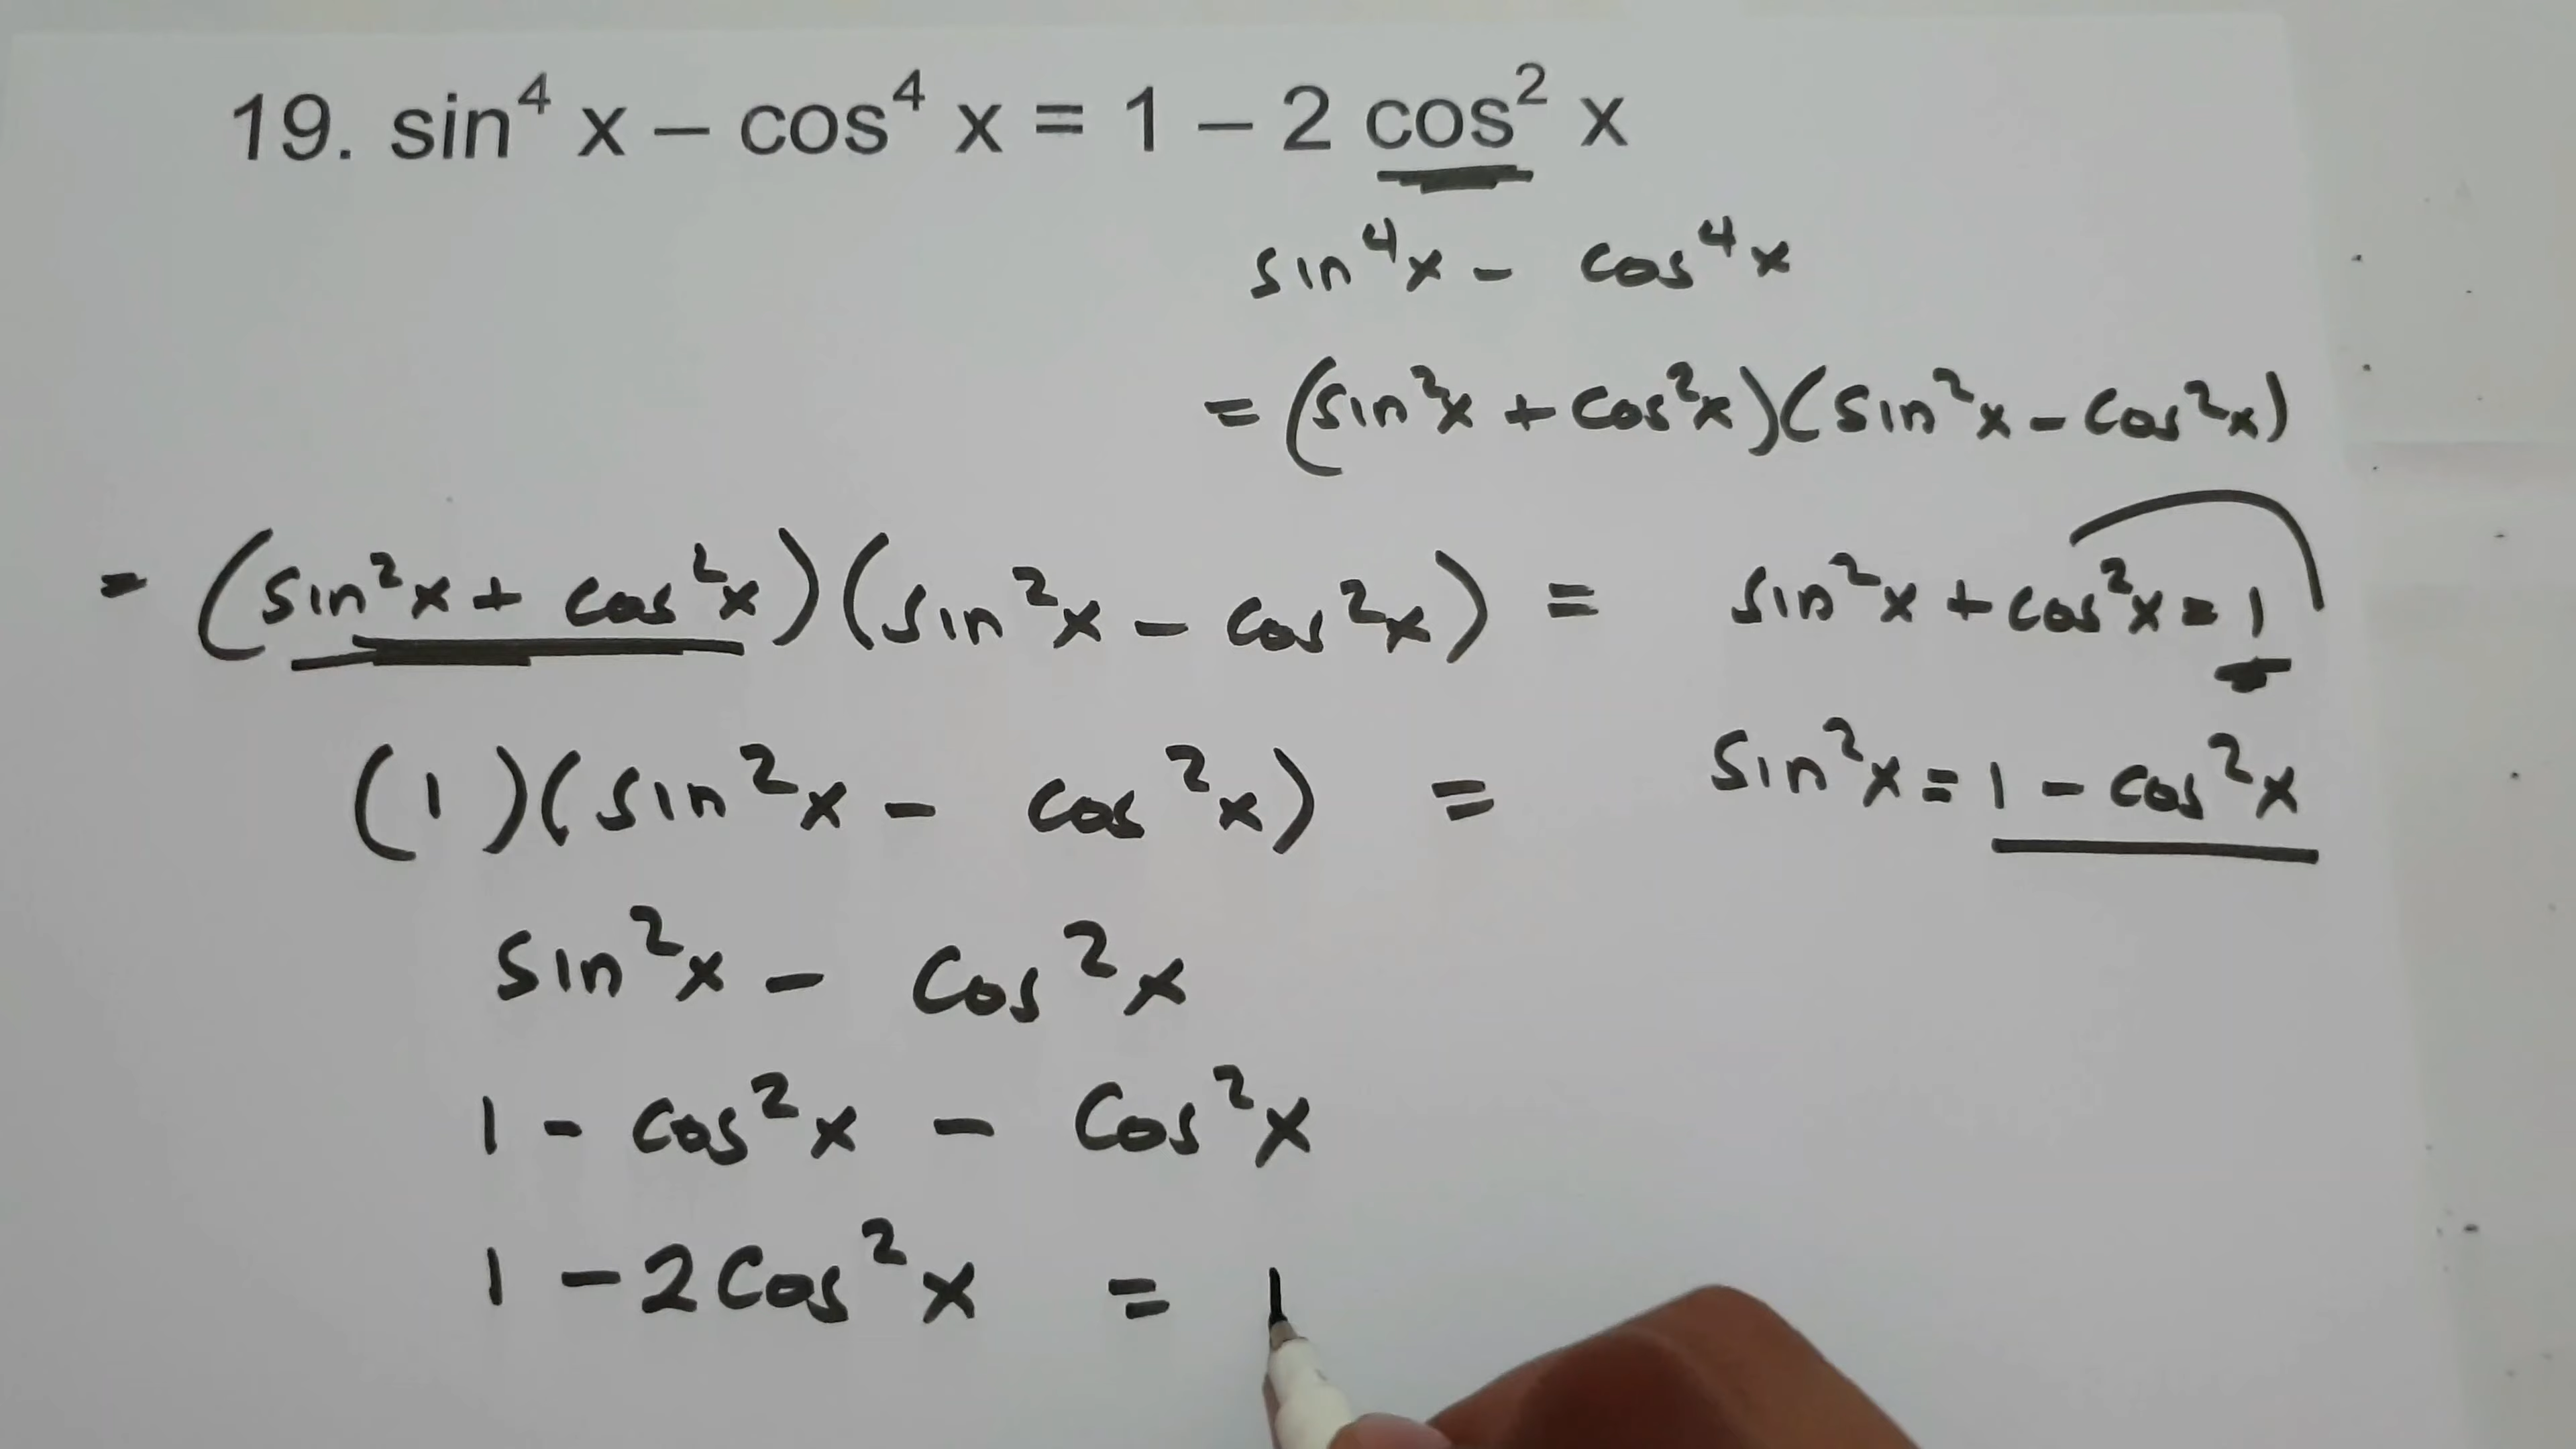 19. sin⁴ x – cos⁴ x = 1 – 2 cos² x
sin⁴x - cos⁴x
= (sin²x + cos²x)(sin²x - cos²x)
= (sin²x + cos²x)(sin²x - cos²x) =
sin²x + cos²x = 1
(1)(sin²x - cos²x) =
sin²x = 1 - cos²x
sin²x - cos²x
1 - cos²x - cos²x
1 - 2cos²x = 1